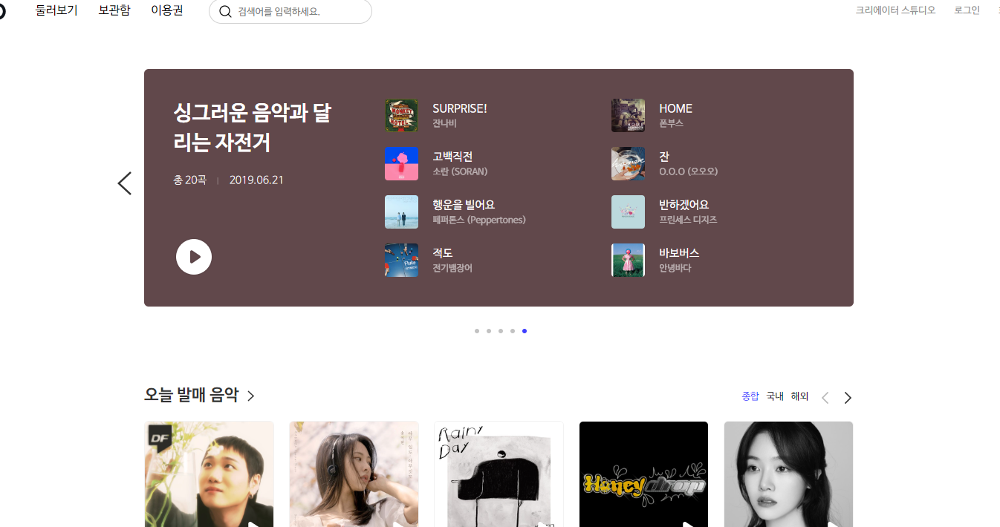 둘러보기 보관함 이용권 검색어를 입력하세요. 크리에이터 스튜디오 로그인
싱그러운 음악과 달
리는 자전거
총 20곡 | 2019.06.21
SURPRISE!
잔나비
고백직전
소란 (SORAN)
행운을 빌어요
페퍼톤스 (Peppertones)
적도
전기뱀장어
HOME
폰부스
잔
O.O.O (오오오)
반하겠어요
프린세스 디지즈
바보버스
안녕바다
오늘 발매 음악
종합 국내 해외
DF
Rainy
Day
Honey drop